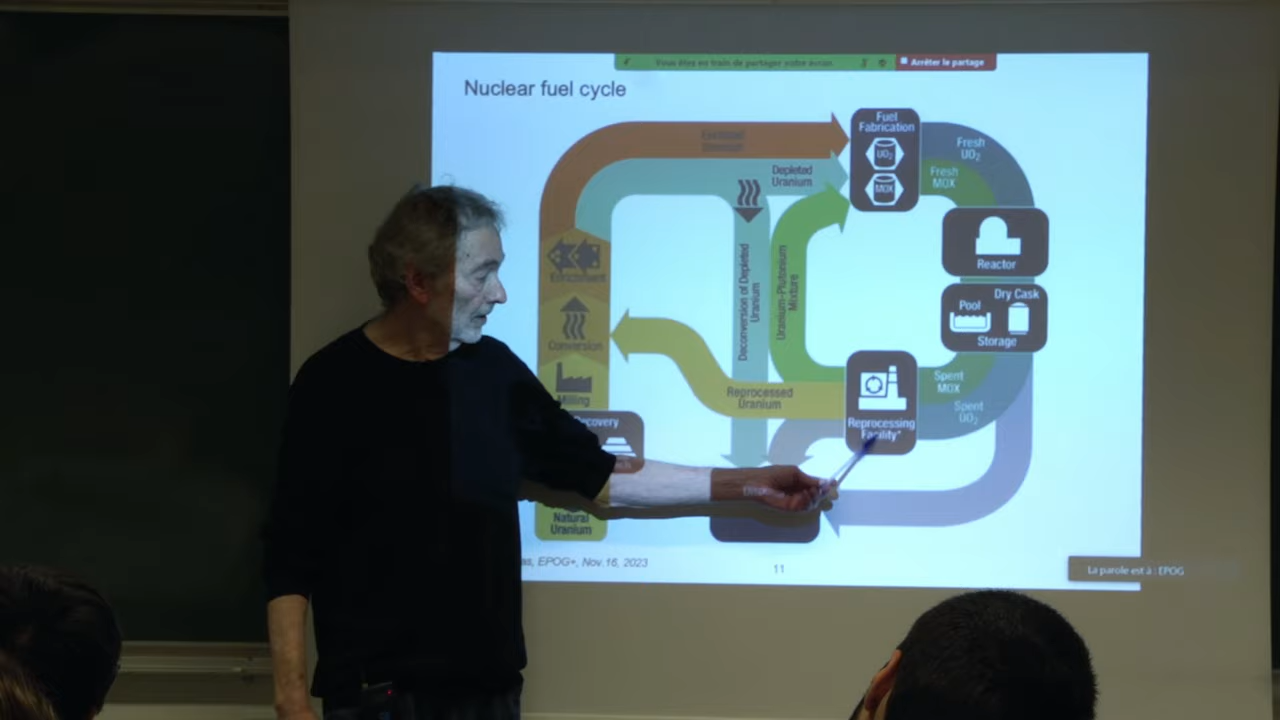 Vous êtes en train de partager votre écran
Arrêter le partage
Nuclear fuel cycle
Enriched
Uranium
Depleted
Uranium
Fuel
Fabrication
UO₂
MOX
Fresh
UO₂
Fresh
MOX
Reactor
Pool
Dry Cask
Storage
Enrichment
Conversion
Milling
Deconversion of Depleted
Uranium
Uranium-Plutonium
Mixture
Reprocessed
Uranium
Reprocessing
Facility*
Spent
MOX
Spent
UO₂
Natural
Uranium
EPOG+, Nov.16, 2023
11
La parole est à : EPOG